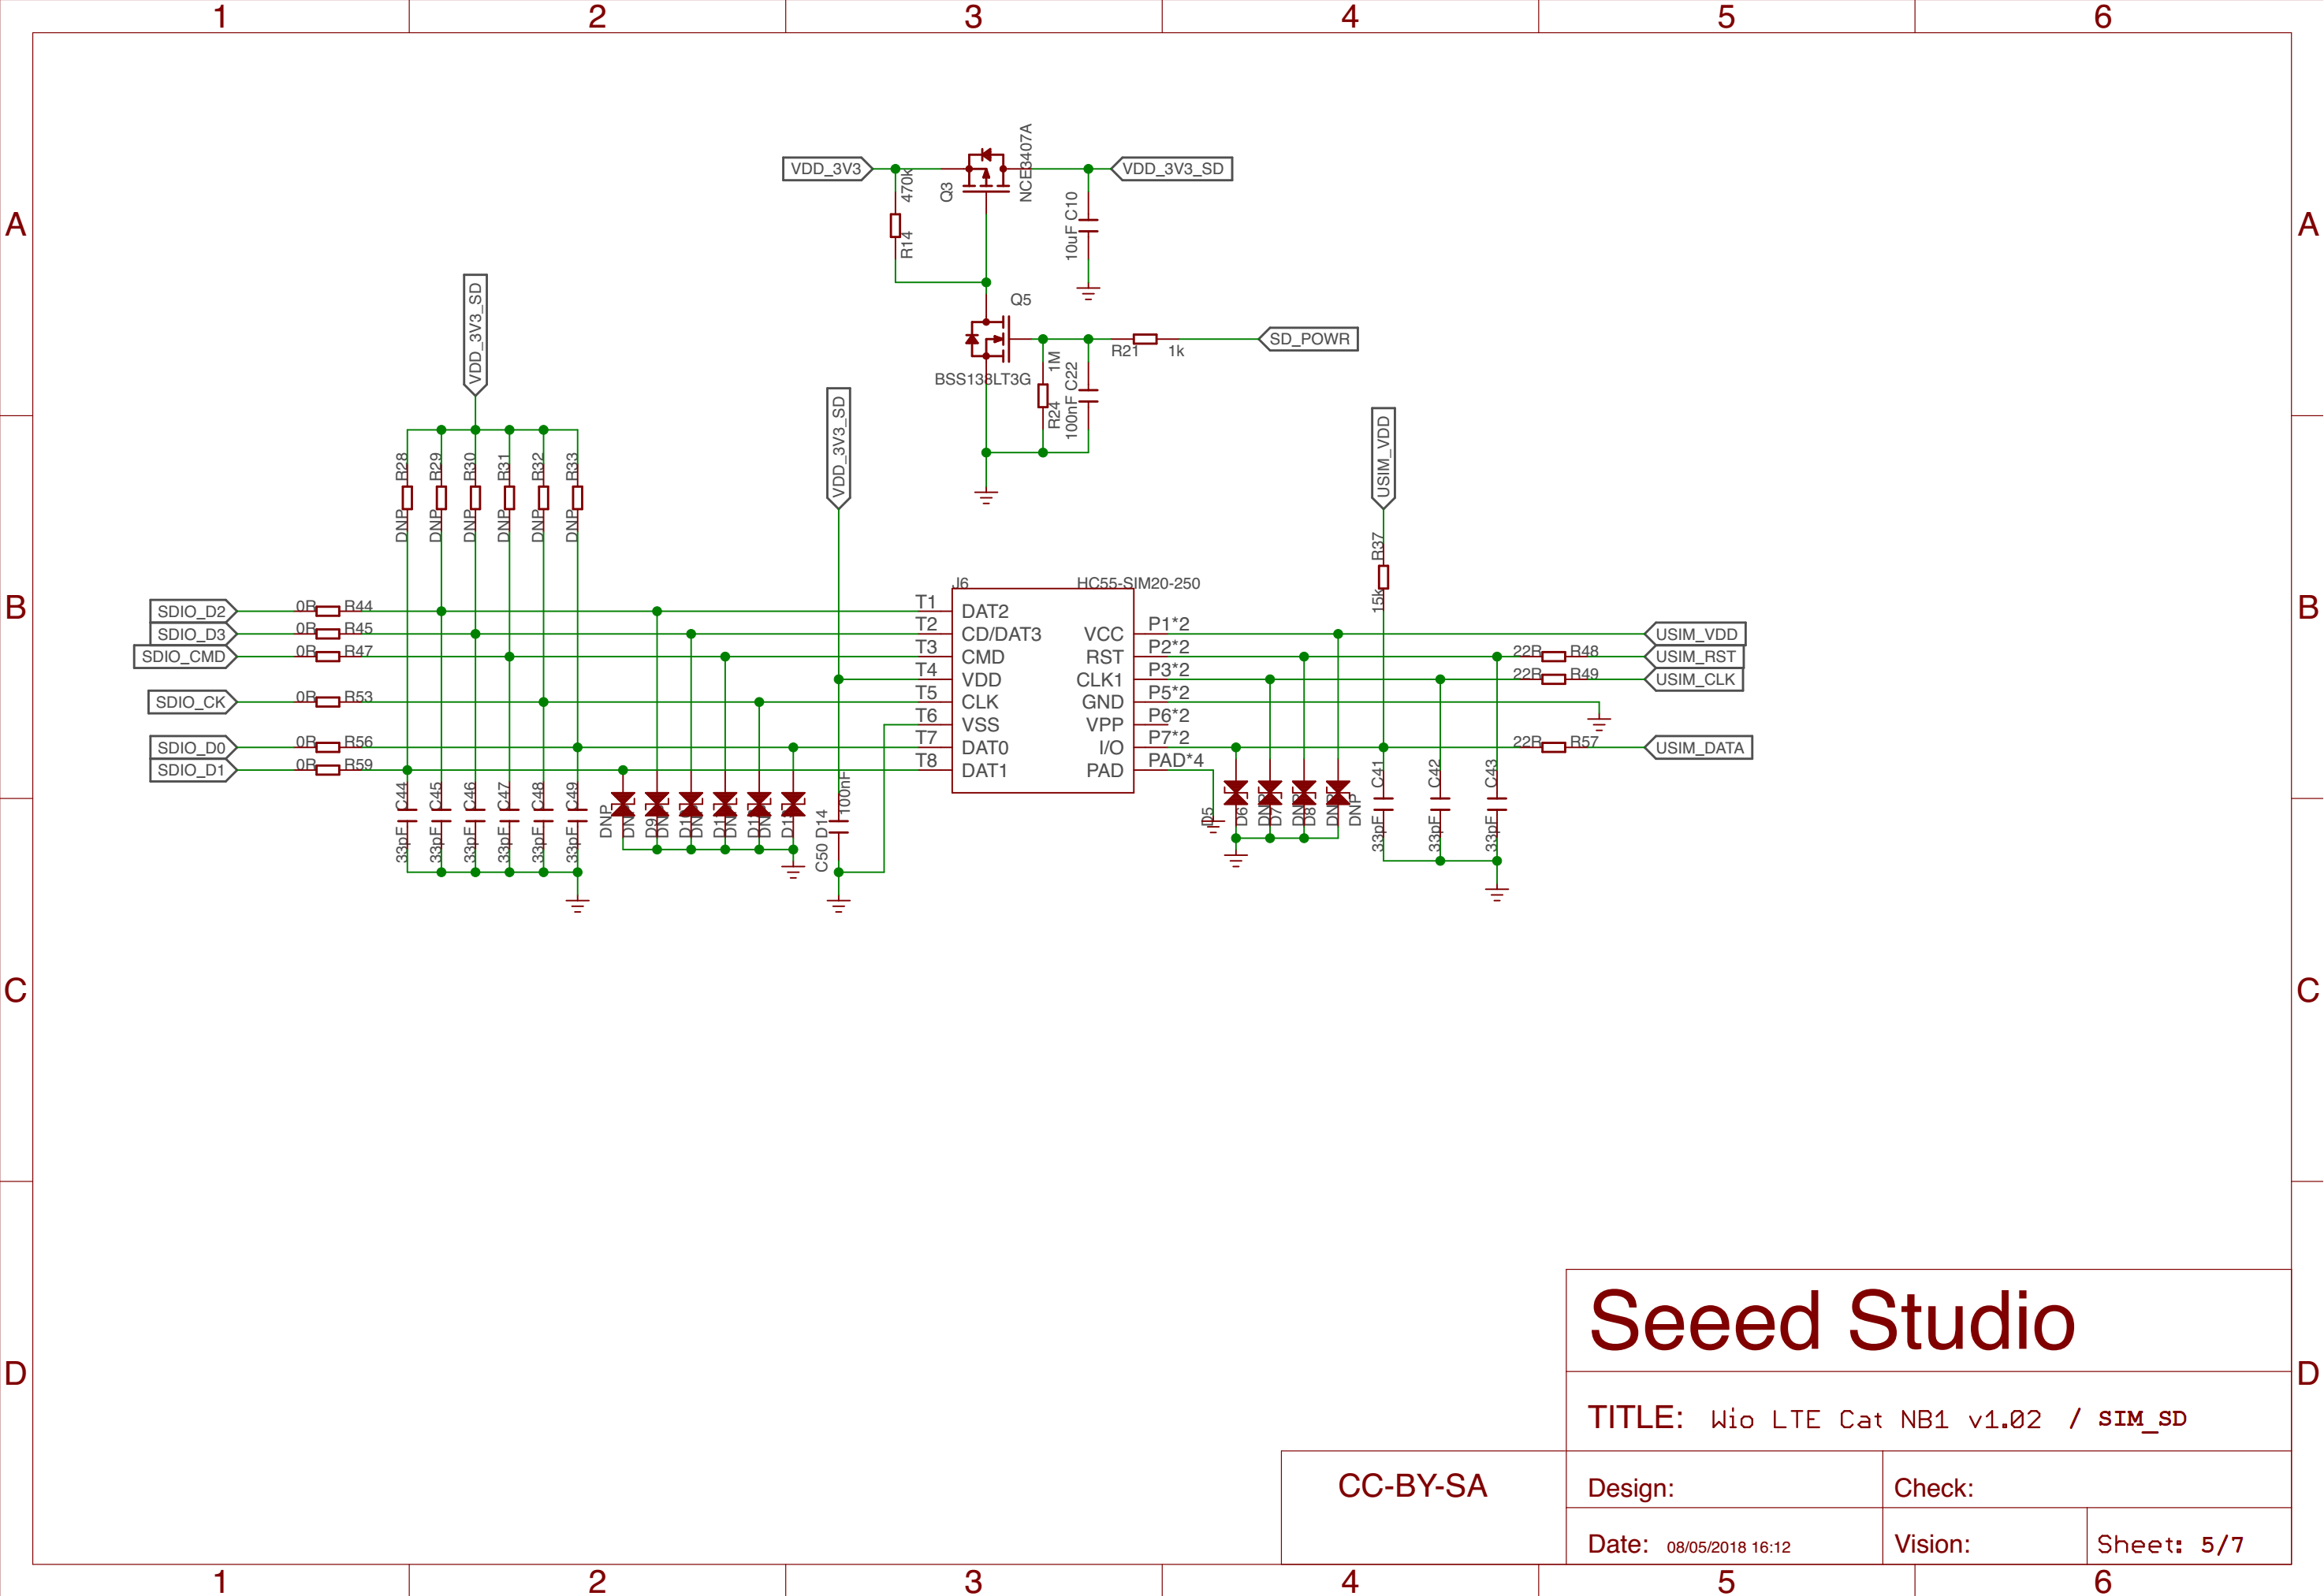 1 2 3 4 5 6
A A
VDD_3V3
470k
R14
Q3
NCE3407A
VDD_3V3_SD
10uF C10
Q5
BSS138LT3G
R21 1k
SD_POWR
1M
R24
100nF C22
VDD_3V3_SD
VDD_3V3_SD
USIM_VDD
R28 R29 R30 R31 R32 R33
DNP DNP DNP DNP DNP DNP
R37
15k
B B
J6 HC55-SIM20-250
SDIO_D2 0R R44 T1 DAT2
SDIO_D3 0R R45 T2 CD/DAT3 VCC P1*2 USIM_VDD
SDIO_CMD 0R R47 T3 CMD RST P2*2 22R R48 USIM_RST
T4 VDD CLK1 P3*2 22R R49 USIM_CLK
SDIO_CK 0R R53 T5 CLK GND P5*2
T6 VSS VPP P6*2
SDIO_D0 0R R56 T7 DAT0 I/O P7*2 22R R57 USIM_DATA
SDIO_D1 0R R59 T8 DAT1 PAD PAD*4
C44 C45 C46 C47 C48 C49
33pF 33pF 33pF 33pF 33pF 33pF
DNP
D9
100nF
C50 D14
D5 D6 D7 D8
DNP
C41 C42 C43
33pF 33pF 33pF
C C
D D
Seeed Studio
TITLE: Wio LTE Cat NB1 v1.02 / SIM_SD
CC-BY-SA
Design: Check:
Date: 08/05/2018 16:12 Vision: Sheet: 5/7
1 2 3 4 5 6